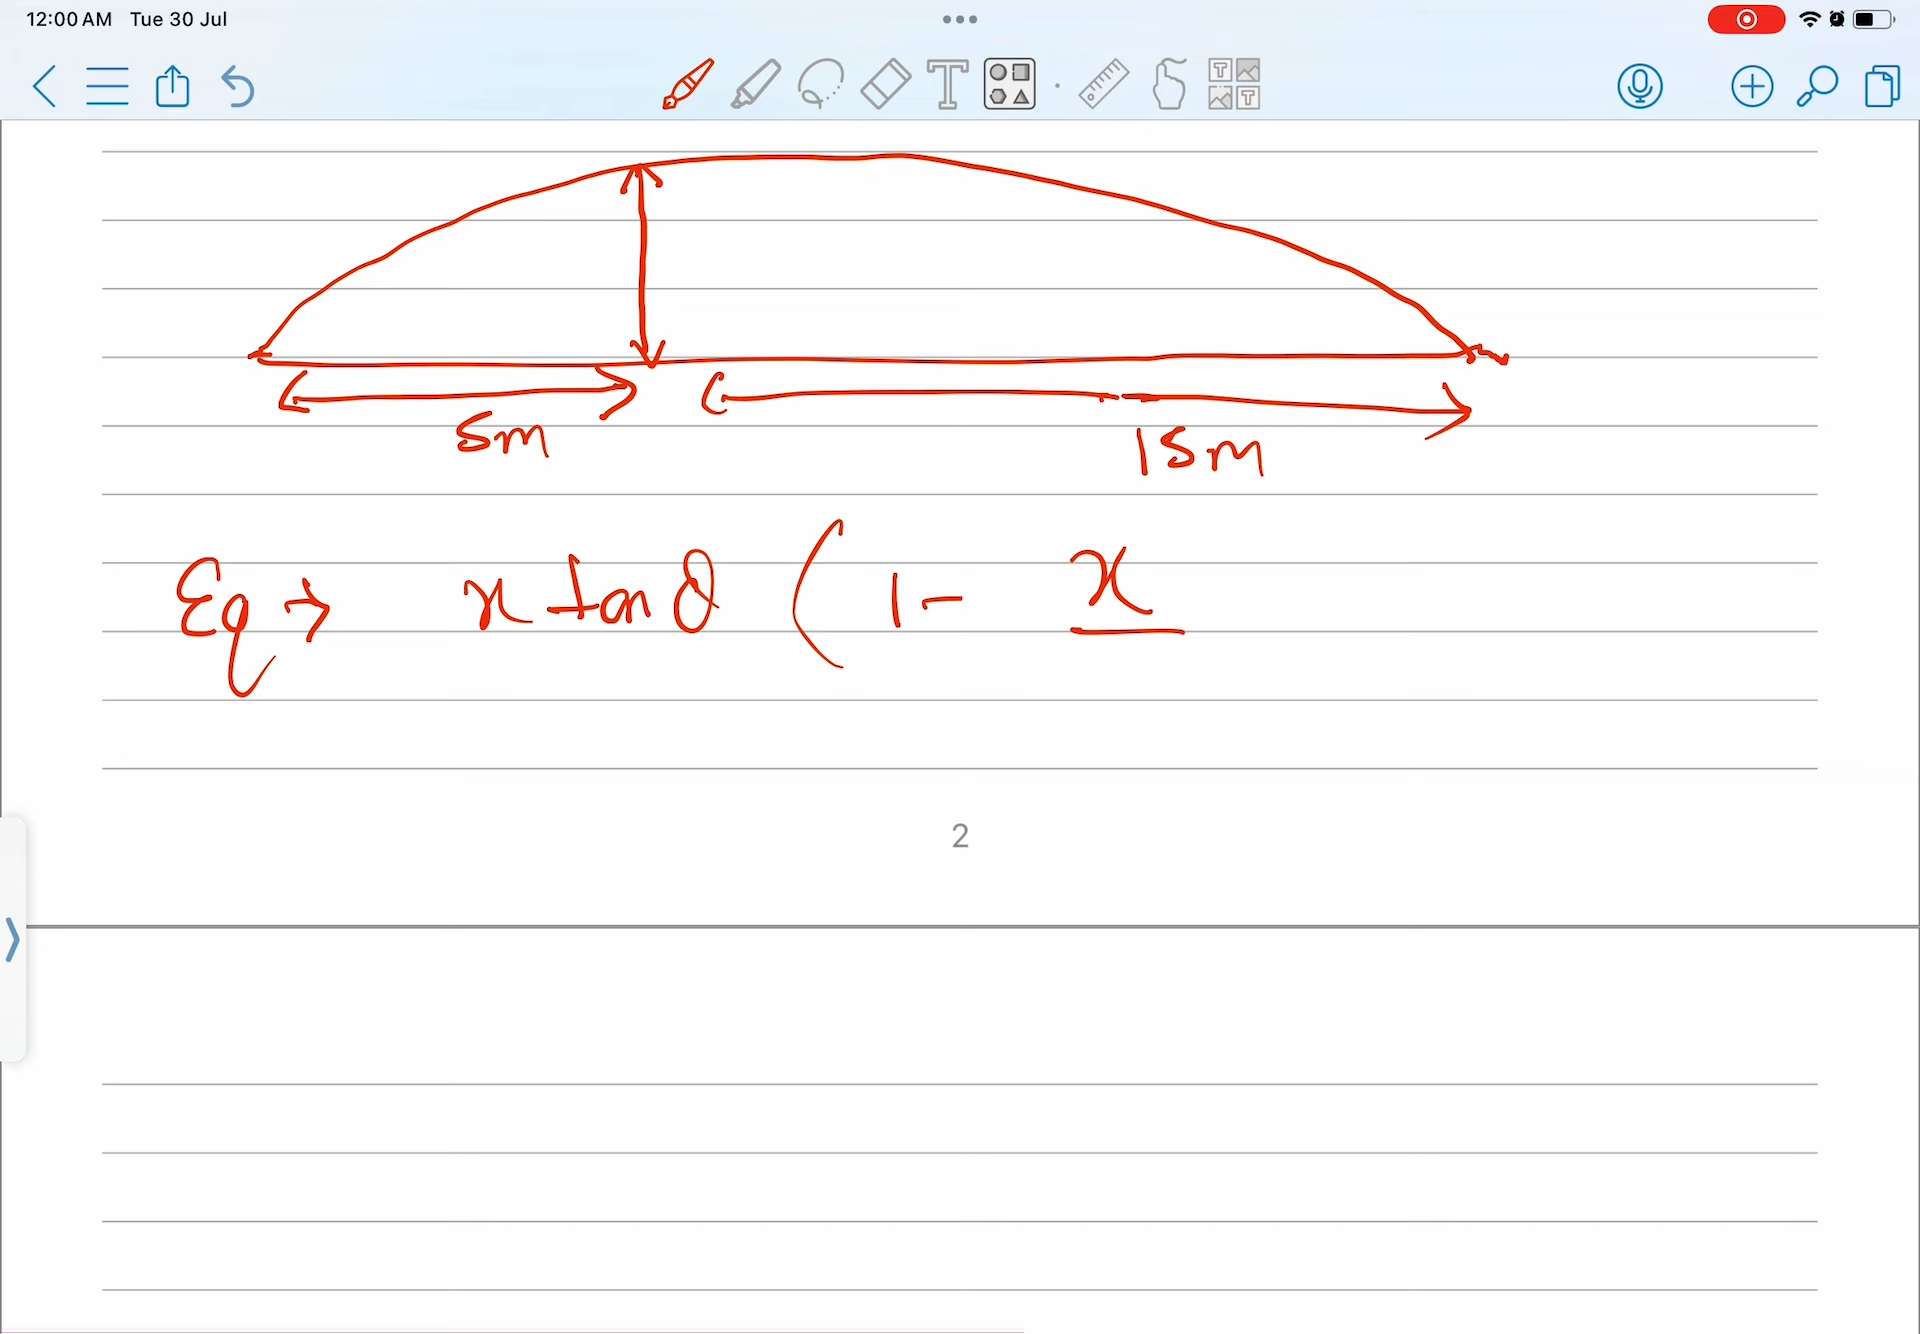 12:00 AM Tue 30 Jul
5m
15m
Eq → x tan θ ( 1 - x
2